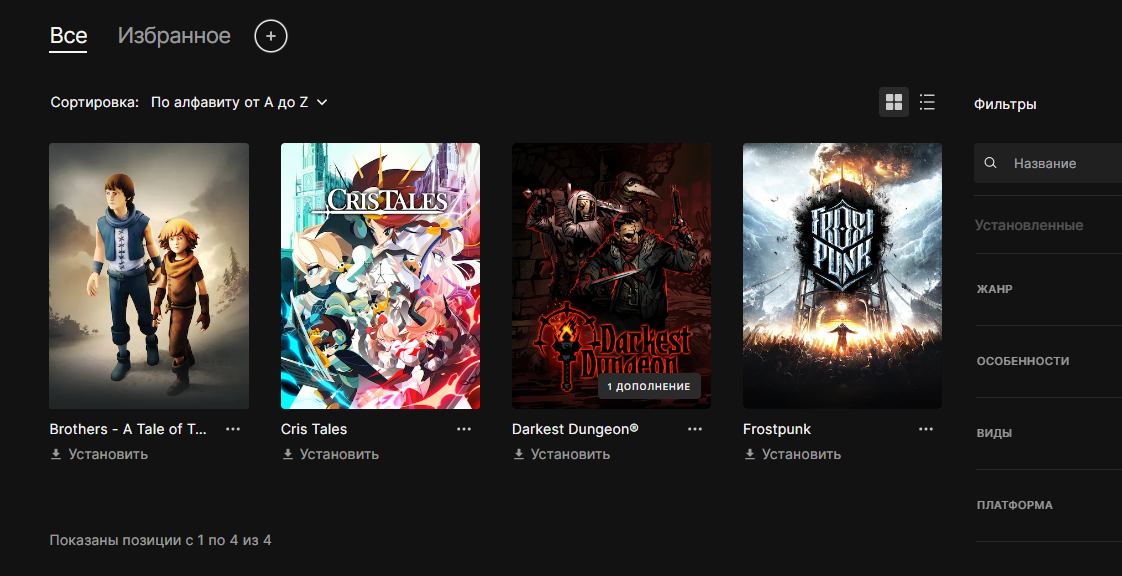 Все Избранное +
Сортировка: По алфавиту от A до Z
Фильтры
Название
Установленные
ЖАНР
ОСОБЕННОСТИ
ВИДЫ
ПЛАТФОРМА
CRIS TALES
Darkest
Dungeon
1 ДОПОЛНЕНИЕ
FROST
PUNK
Brothers - A Tale of T...
Установить
Cris Tales
Установить
Darkest Dungeon®
Установить
Frostpunk
Установить
Показаны позиции с 1 по 4 из 4